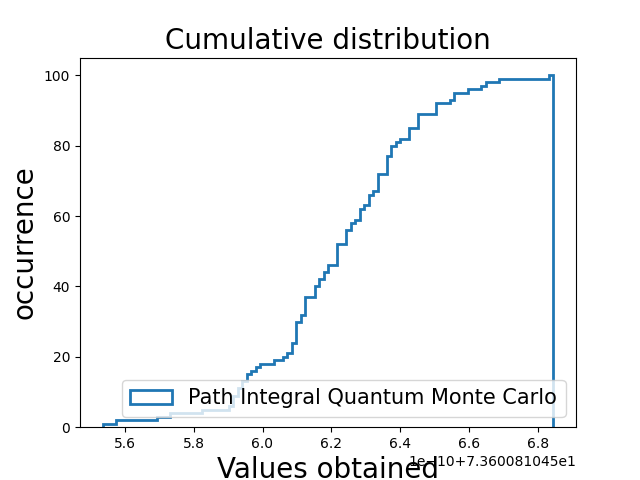 Cumulative distribution
100
80
60
40
20
0
occurrence
Path Integral Quantum Monte Carlo
5.6 5.8 6.0 6.2 6.4 6.6 6.8
Values obtained
1e−10+7.360081045e1